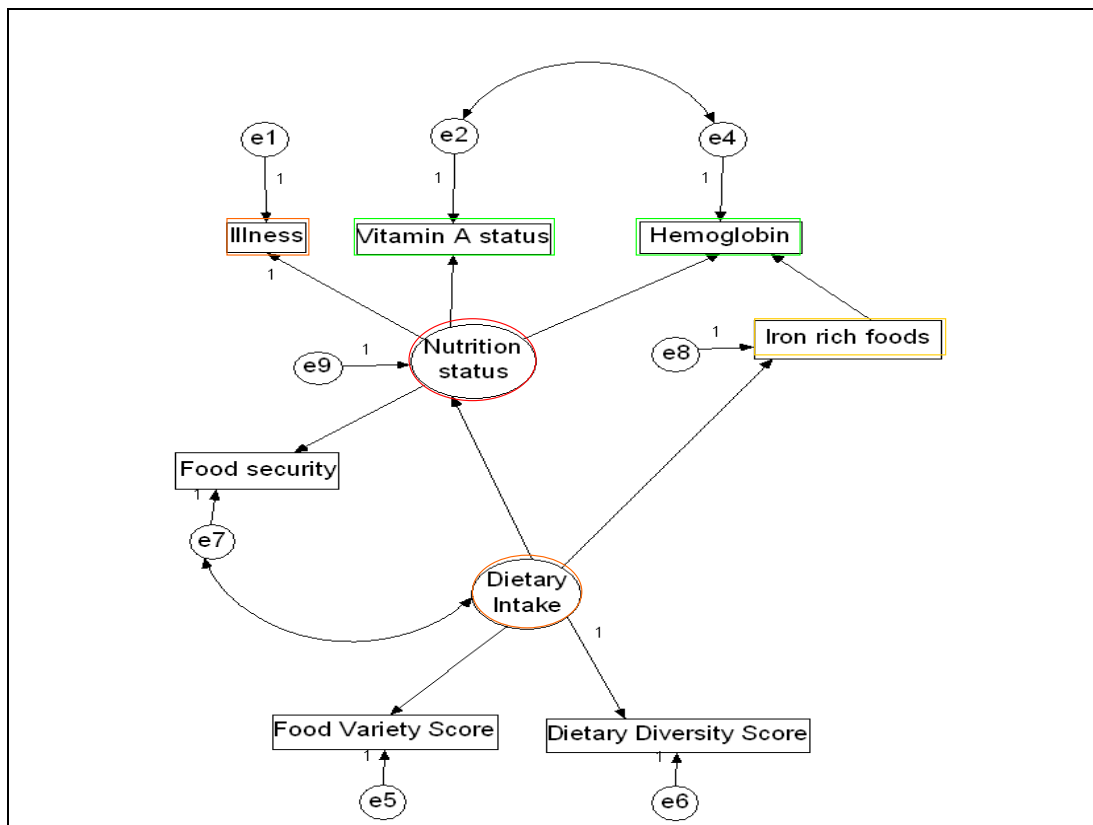 e1
e2
e4
1
1
1
Illness
Vitamin A status
Hemoglobin
1
Nutrition
status
e9
1
e8
1
Iron rich foods
Food security
1
e7
Dietary
Intake
1
Food Variety Score
Dietary Diversity Score
1
1
e5
e6